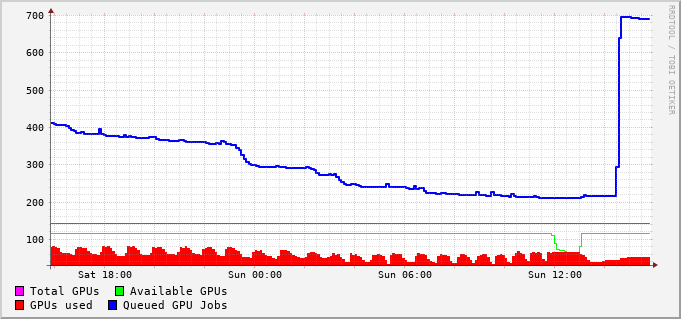 700
600
500
400
300
200
100
Sat 18:00 Sun 00:00 Sun 06:00 Sun 12:00
Total GPUs Available GPUs
GPUs used Queued GPU Jobs
RRDTOOL / TOBI OETIKER